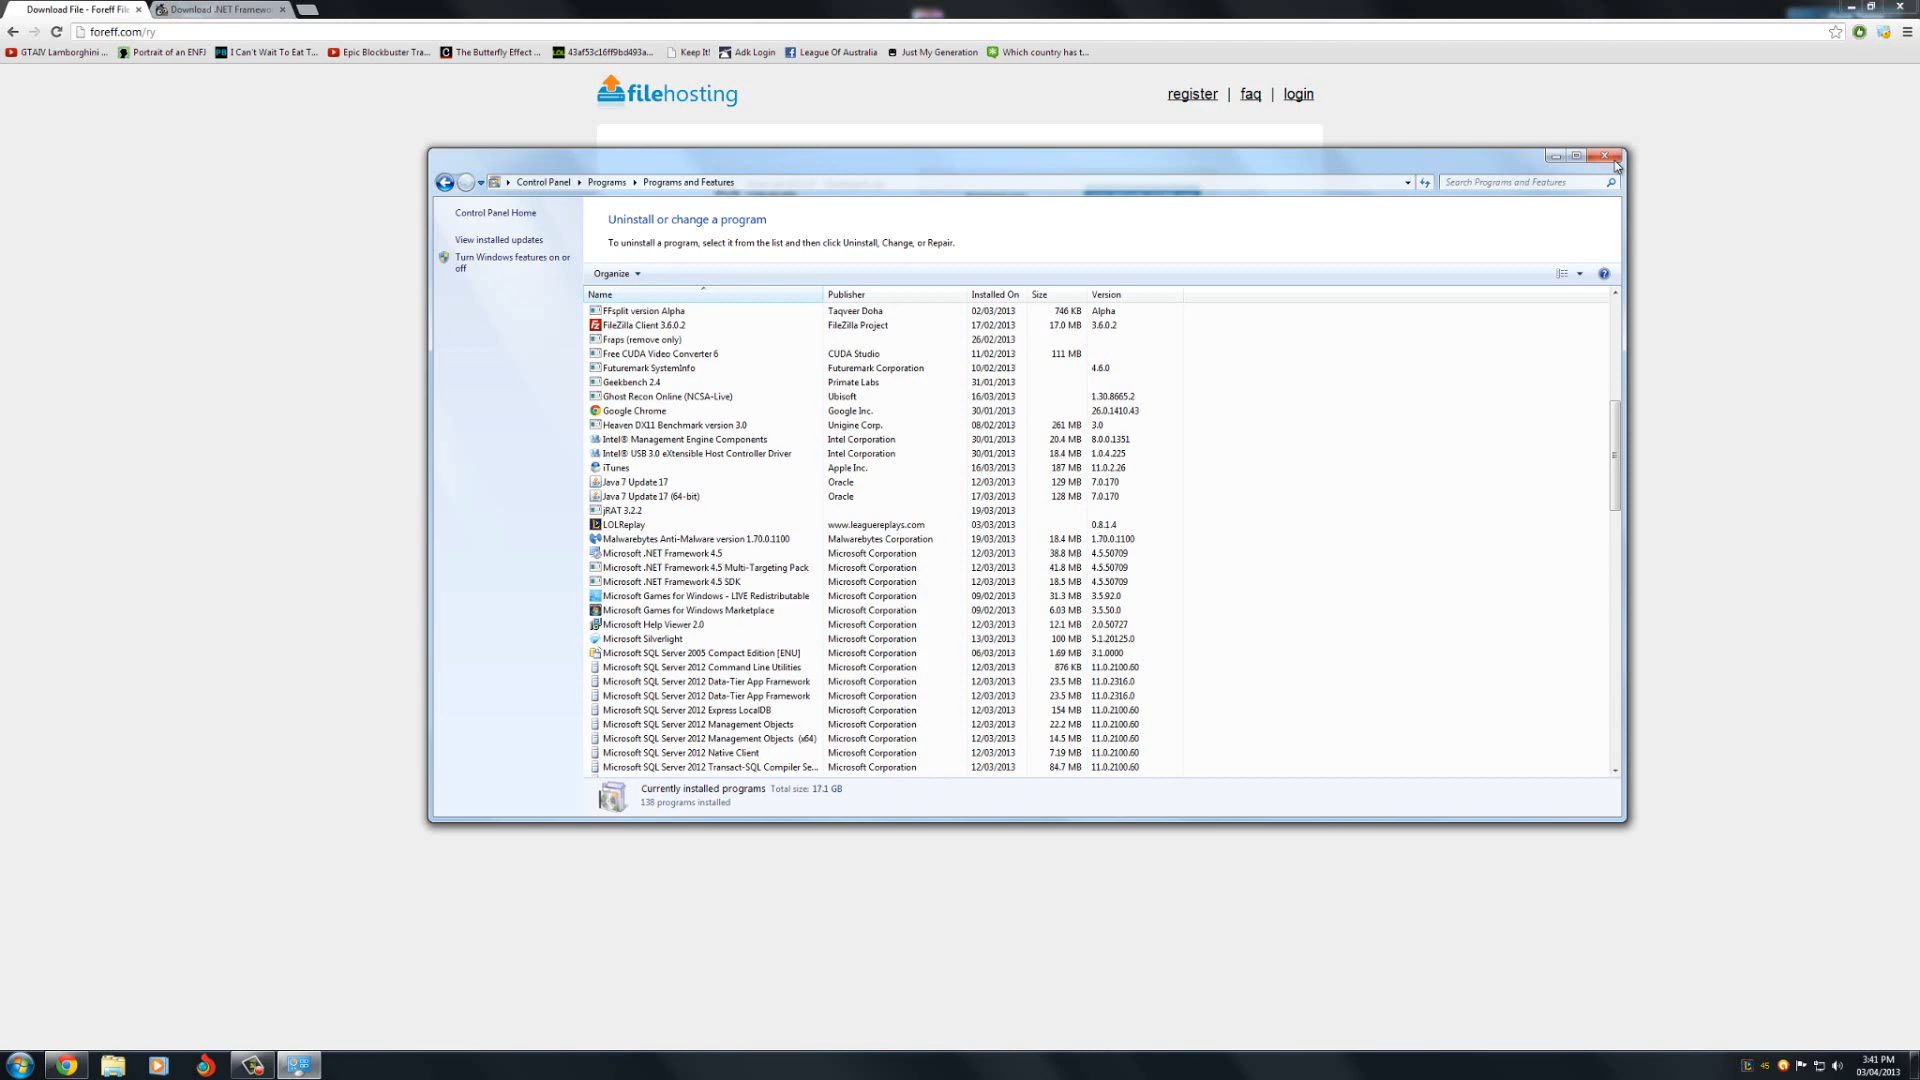 Download File - Foreff Fil
Download .NET Framewo
foreff.com/ry
GTAIV Lamborghini ...
Portrait of an ENFJ
I Can't Wait To Eat T...
Epic Blockbuster Tra...
The Butterfly Effect ...
43af53c16ff9bd493a...
Keep It!
Adk Login
League Of Australia
Just My Generation
Which country has t...
filehosting
register | faq | login
Control Panel
Programs
Programs and Features
Search Programs and Features
Control Panel Home
View installed updates
Turn Windows features on or
off
Uninstall or change a program
To uninstall a program, select it from the list and then click Uninstall, Change, or Repair.
Organize
Name Publisher Installed On Size Version
FFsplit version Alpha Taqveer Doha 02/03/2013 746 KB Alpha
FileZilla Client 3.6.0.2 FileZilla Project 17/02/2013 17.0 MB 3.6.0.2
Fraps (remove only) 26/02/2013
Free CUDA Video Converter 6 CUDA Studio 11/02/2013 111 MB
Futuremark SystemInfo Futuremark Corporation 10/02/2013 4.6.0
Geekbench 2.4 Primate Labs 31/01/2013
Ghost Recon Online (NCSA-Live) Ubisoft 16/03/2013 1.30.8665.2
Google Chrome Google Inc. 30/01/2013 26.0.1410.43
Heaven DX11 Benchmark version 3.0 Unigine Corp. 08/02/2013 261 MB 3.0
Intel® Management Engine Components Intel Corporation 30/01/2013 20.4 MB 8.0.0.1351
Intel® USB 3.0 eXtensible Host Controller Driver Intel Corporation 30/01/2013 18.4 MB 1.0.4.225
iTunes Apple Inc. 16/03/2013 187 MB 11.0.2.26
Java 7 Update 17 Oracle 12/03/2013 129 MB 7.0.170
Java 7 Update 17 (64-bit) Oracle 17/03/2013 128 MB 7.0.170
jRAT 3.2.2 19/03/2013
LOLReplay www.leaguereplays.com 03/03/2013 0.8.1.4
Malwarebytes Anti-Malware version 1.70.0.1100 Malwarebytes Corporation 19/03/2013 18.4 MB 1.70.0.1100
Microsoft .NET Framework 4.5 Microsoft Corporation 12/03/2013 38.8 MB 4.5.50709
Microsoft .NET Framework 4.5 Multi-Targeting Pack Microsoft Corporation 12/03/2013 41.8 MB 4.5.50709
Microsoft .NET Framework 4.5 SDK Microsoft Corporation 12/03/2013 18.5 MB 4.5.50709
Microsoft Games for Windows - LIVE Redistributable Microsoft Corporation 09/02/2013 31.3 MB 3.5.92.0
Microsoft Games for Windows Marketplace Microsoft Corporation 09/02/2013 6.03 MB 3.5.50.0
Microsoft Help Viewer 2.0 Microsoft Corporation 12/03/2013 12.1 MB 2.0.50727
Microsoft Silverlight Microsoft Corporation 13/03/2013 100 MB 5.1.20125.0
Microsoft SQL Server 2005 Compact Edition [ENU] Microsoft Corporation 06/03/2013 1.69 MB 3.1.0000
Microsoft SQL Server 2012 Command Line Utilities Microsoft Corporation 12/03/2013 876 KB 11.0.2100.60
Microsoft SQL Server 2012 Data-Tier App Framework Microsoft Corporation 12/03/2013 23.5 MB 11.0.2316.0
Microsoft SQL Server 2012 Data-Tier App Framework Microsoft Corporation 12/03/2013 23.5 MB 11.0.2316.0
Microsoft SQL Server 2012 Express LocalDB Microsoft Corporation 12/03/2013 154 MB 11.0.2100.60
Microsoft SQL Server 2012 Management Objects Microsoft Corporation 12/03/2013 22.2 MB 11.0.2100.60
Microsoft SQL Server 2012 Management Objects (x64) Microsoft Corporation 12/03/2013 14.5 MB 11.0.2100.60
Microsoft SQL Server 2012 Native Client Microsoft Corporation 12/03/2013 7.19 MB 11.0.2100.60
Microsoft SQL Server 2012 Transact-SQL Compiler Se... Microsoft Corporation 12/03/2013 84.7 MB 11.0.2100.60
Currently installed programs Total size: 17.1 GB
138 programs installed
45
3:41 PM
03/04/2013